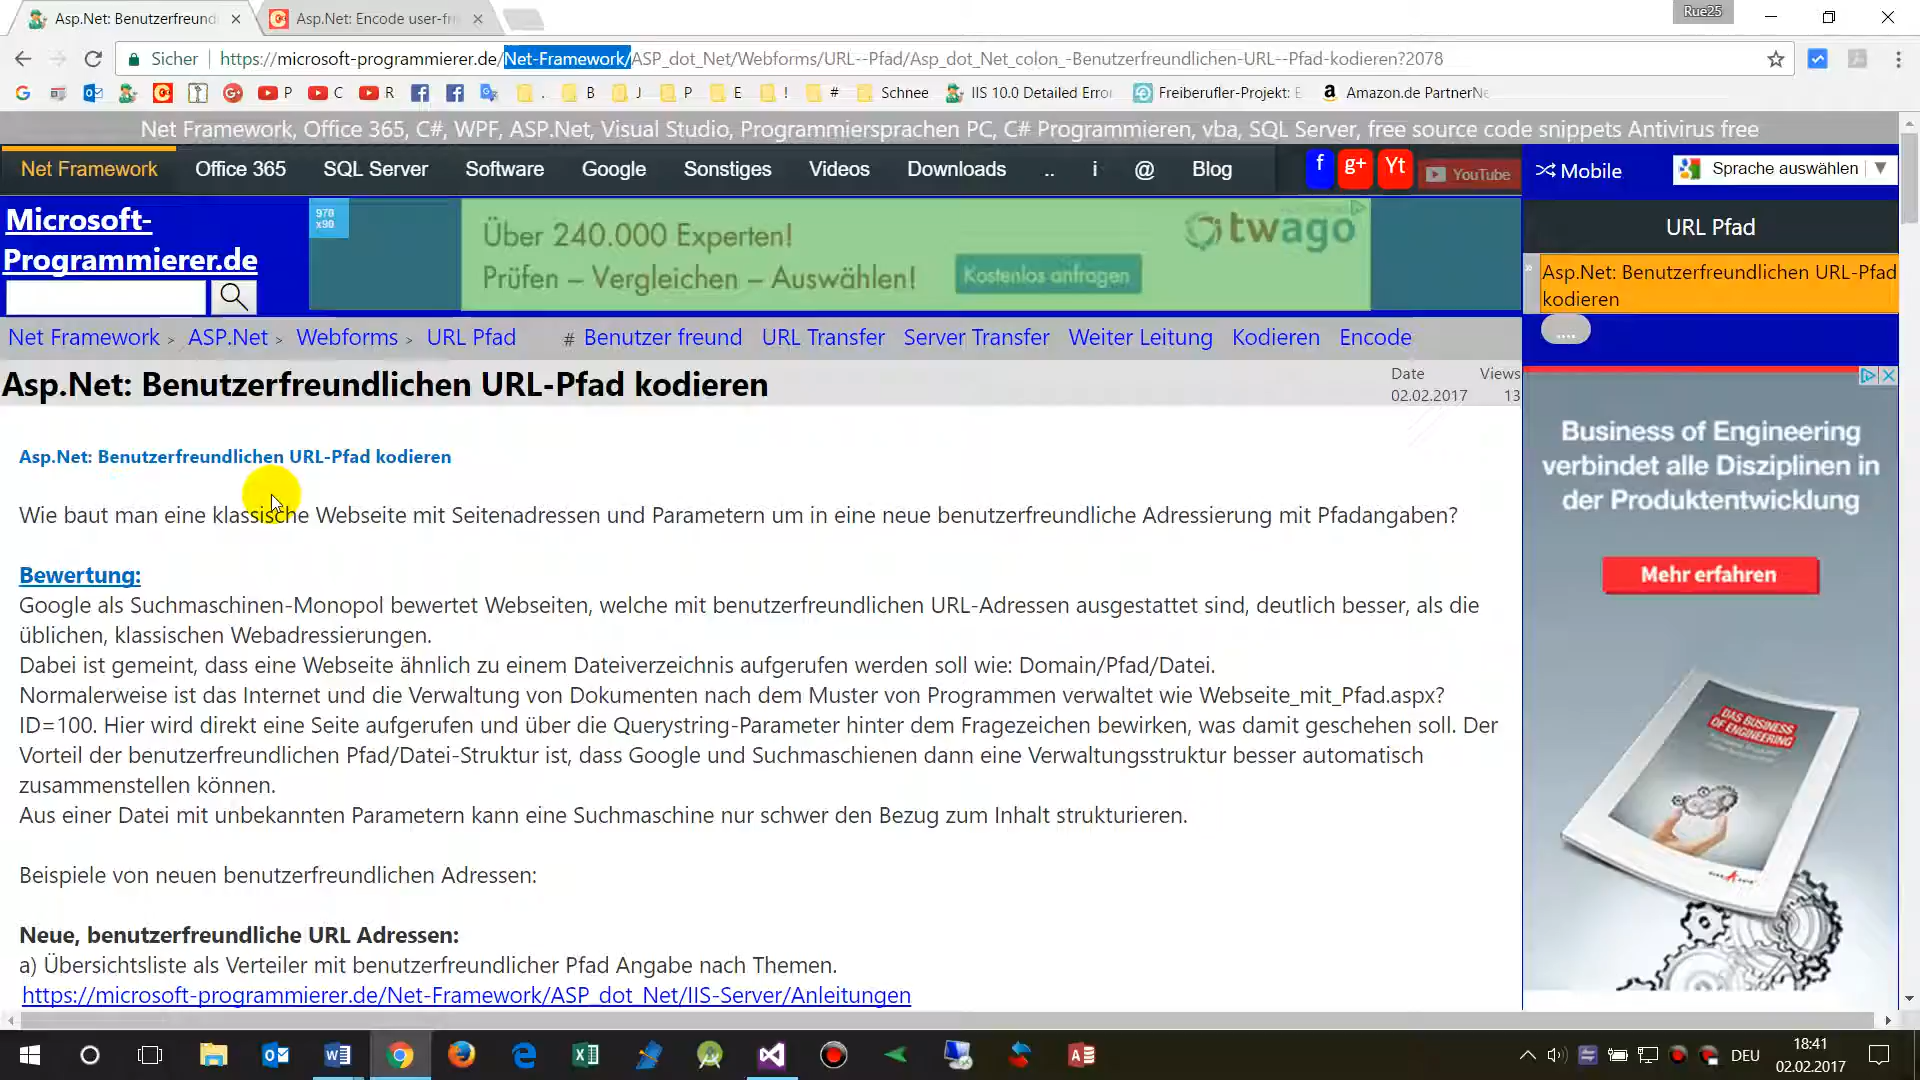 Asp.Net: Benutzerfreund
Asp.Net: Encode user-fr
Rue25
Sicher
https://microsoft-programmierer.de/Net-Framework/ASP_dot_Net/Webforms/URL--Pfad/Asp_dot_Net_colon_-Benutzerfreundlichen-URL--Pfad-kodieren?2078
P C R . B J P E ! # Schnee IIS 10.0 Detailed Erro Freiberufler-Projekt: E Amazon.de PartnerNe
Net Framework, Office 365, C#, WPF, ASP.Net, Visual Studio, Programmiersprachen PC, C# Programmieren, vba, SQL Server, free source code snippets Antivirus free
Net Framework Office 365 SQL Server Software Google Sonstiges Videos Downloads .. i @ Blog f g+ Yt YouTube Mobile Sprache auswählen
Microsoft-
Programmierer.de
970
x90
Über 240.000 Experten!
Prüfen – Vergleichen – Auswählen!
Kostenlos anfragen
twago
URL Pfad
Asp.Net: Benutzerfreundlichen URL-Pfad
kodieren
....
Net Framework > ASP.Net > Webforms > URL Pfad # Benutzer freund URL Transfer Server Transfer Weiter Leitung Kodieren Encode
Asp.Net: Benutzerfreundlichen URL-Pfad kodieren
Date Views
02.02.2017 13
Asp.Net: Benutzerfreundlichen URL-Pfad kodieren
Wie baut man eine klassische Webseite mit Seitenadressen und Parametern um in eine neue benutzerfreundliche Adressierung mit Pfadangaben?
Bewertung:
Google als Suchmaschinen-Monopol bewertet Webseiten, welche mit benutzerfreundlichen URL-Adressen ausgestattet sind, deutlich besser, als die
üblichen, klassischen Webadressierungen.
Dabei ist gemeint, dass eine Webseite ähnlich zu einem Dateiverzeichnis aufgerufen werden soll wie: Domain/Pfad/Datei.
Normalerweise ist das Internet und die Verwaltung von Dokumenten nach dem Muster von Programmen verwaltet wie Webseite_mit_Pfad.aspx?
ID=100. Hier wird direkt eine Seite aufgerufen und über die Querystring-Parameter hinter dem Fragezeichen bewirken, was damit geschehen soll. Der
Vorteil der benutzerfreundlichen Pfad/Datei-Struktur ist, dass Google und Suchmaschienen dann eine Verwaltungsstruktur besser automatisch
zusammenstellen können.
Aus einer Datei mit unbekannten Parametern kann eine Suchmaschine nur schwer den Bezug zum Inhalt strukturieren.
Beispiele von neuen benutzerfreundlichen Adressen:
Neue, benutzerfreundliche URL Adressen:
a) Übersichtsliste als Verteiler mit benutzerfreundlicher Pfad Angabe nach Themen.
https://microsoft-programmierer.de/Net-Framework/ASP_dot_Net/IIS-Server/Anleitungen
Business of Engineering
verbindet alle Disziplinen in
der Produktentwicklung
Mehr erfahren
DAS BUSINESS
OF ENGINEERING
DEU
18:41
02.02.2017